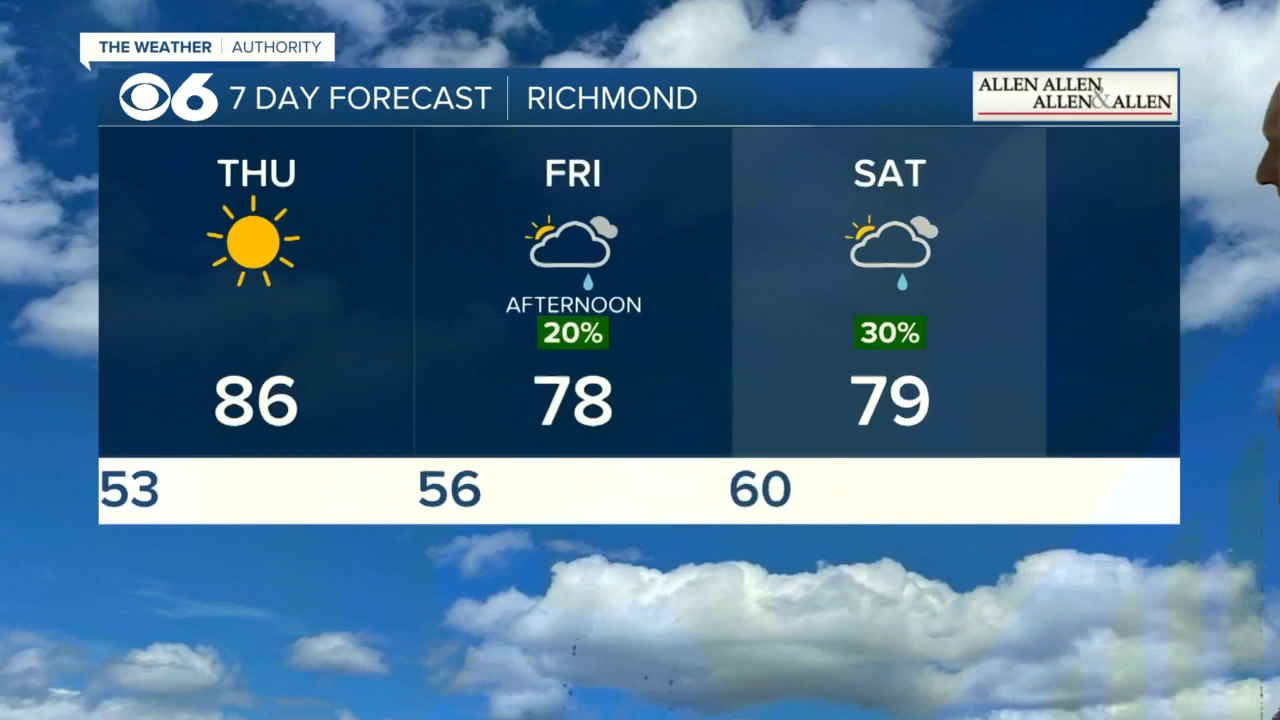 THE WEATHER | AUTHORITY
6 7 DAY FORECAST | RICHMOND
ALLEN ALLEN
ALLEN & ALLEN
THU FRI SAT
AFTERNOON
20% 30%
86 78 79
53 56 60